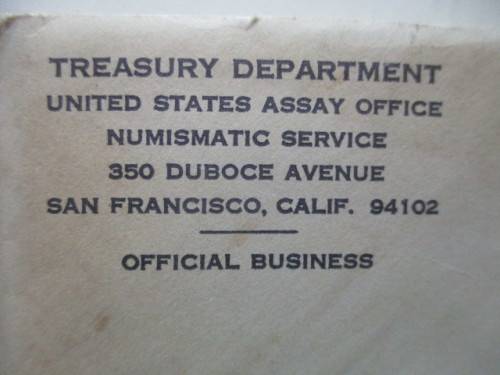 TREASURY DEPARTMENT
UNITED STATES ASSAY OFFICE
NUMISMATIC SERVICE
350 DUBOCE AVENUE
SAN FRANCISCO, CALIF. 94102
OFFICIAL BUSINESS